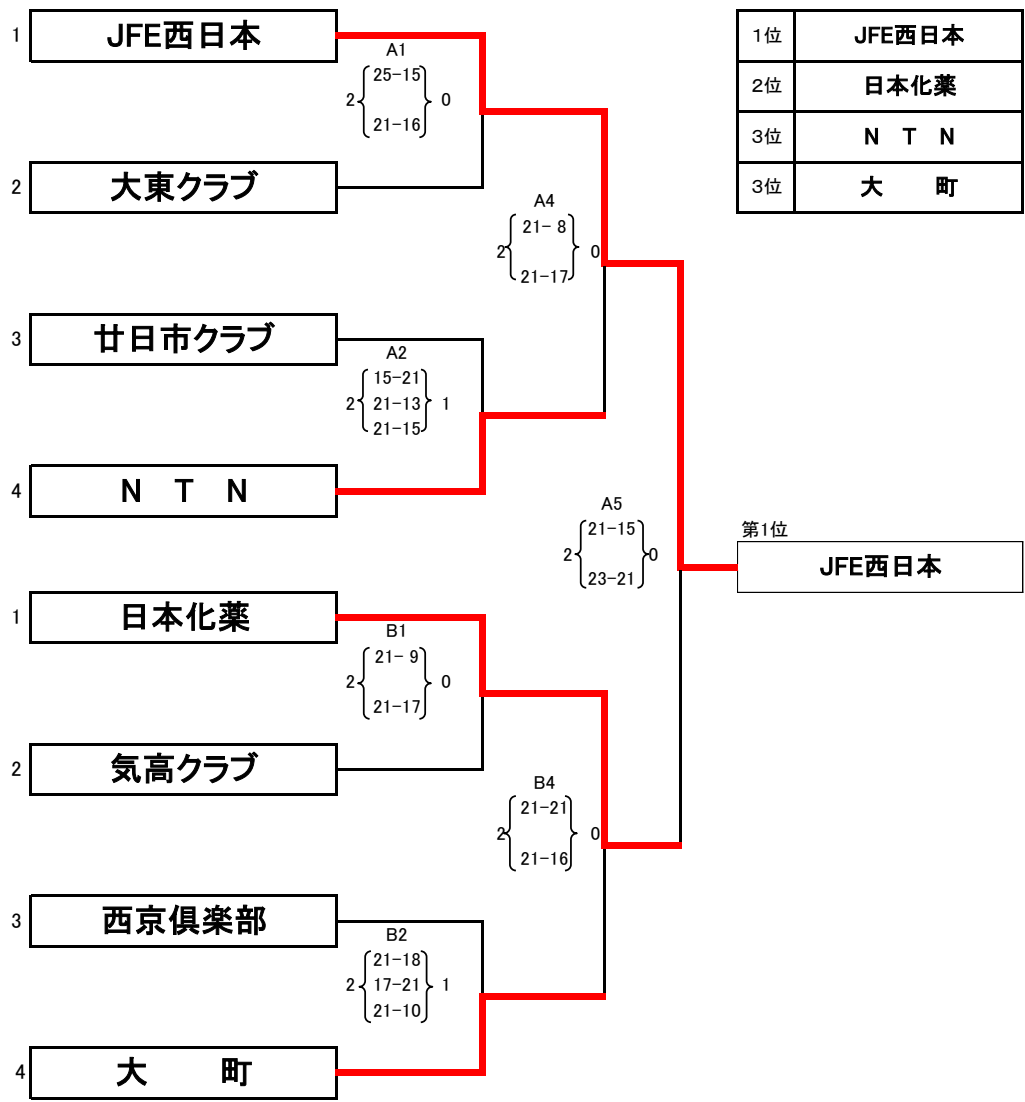 1 JFE西日本
A1
25-15
2 0
21-16
2 大東クラブ
A4
21- 8
2 0
21-17
3 廿日市クラブ
A2
15-21
2 21-13 1
21-15
4 N T N
A5
21-15
2 0
23-21
第1位
JFE西日本
1 日本化薬
B1
21- 9
2 0
21-17
2 気高クラブ
B4
21-21
2 0
21-16
3 西京倶楽部
B2
21-18
2 17-21 1
21-10
4 大 町
1位 JFE西日本
2位 日本化薬
3位 N T N
3位 大 町